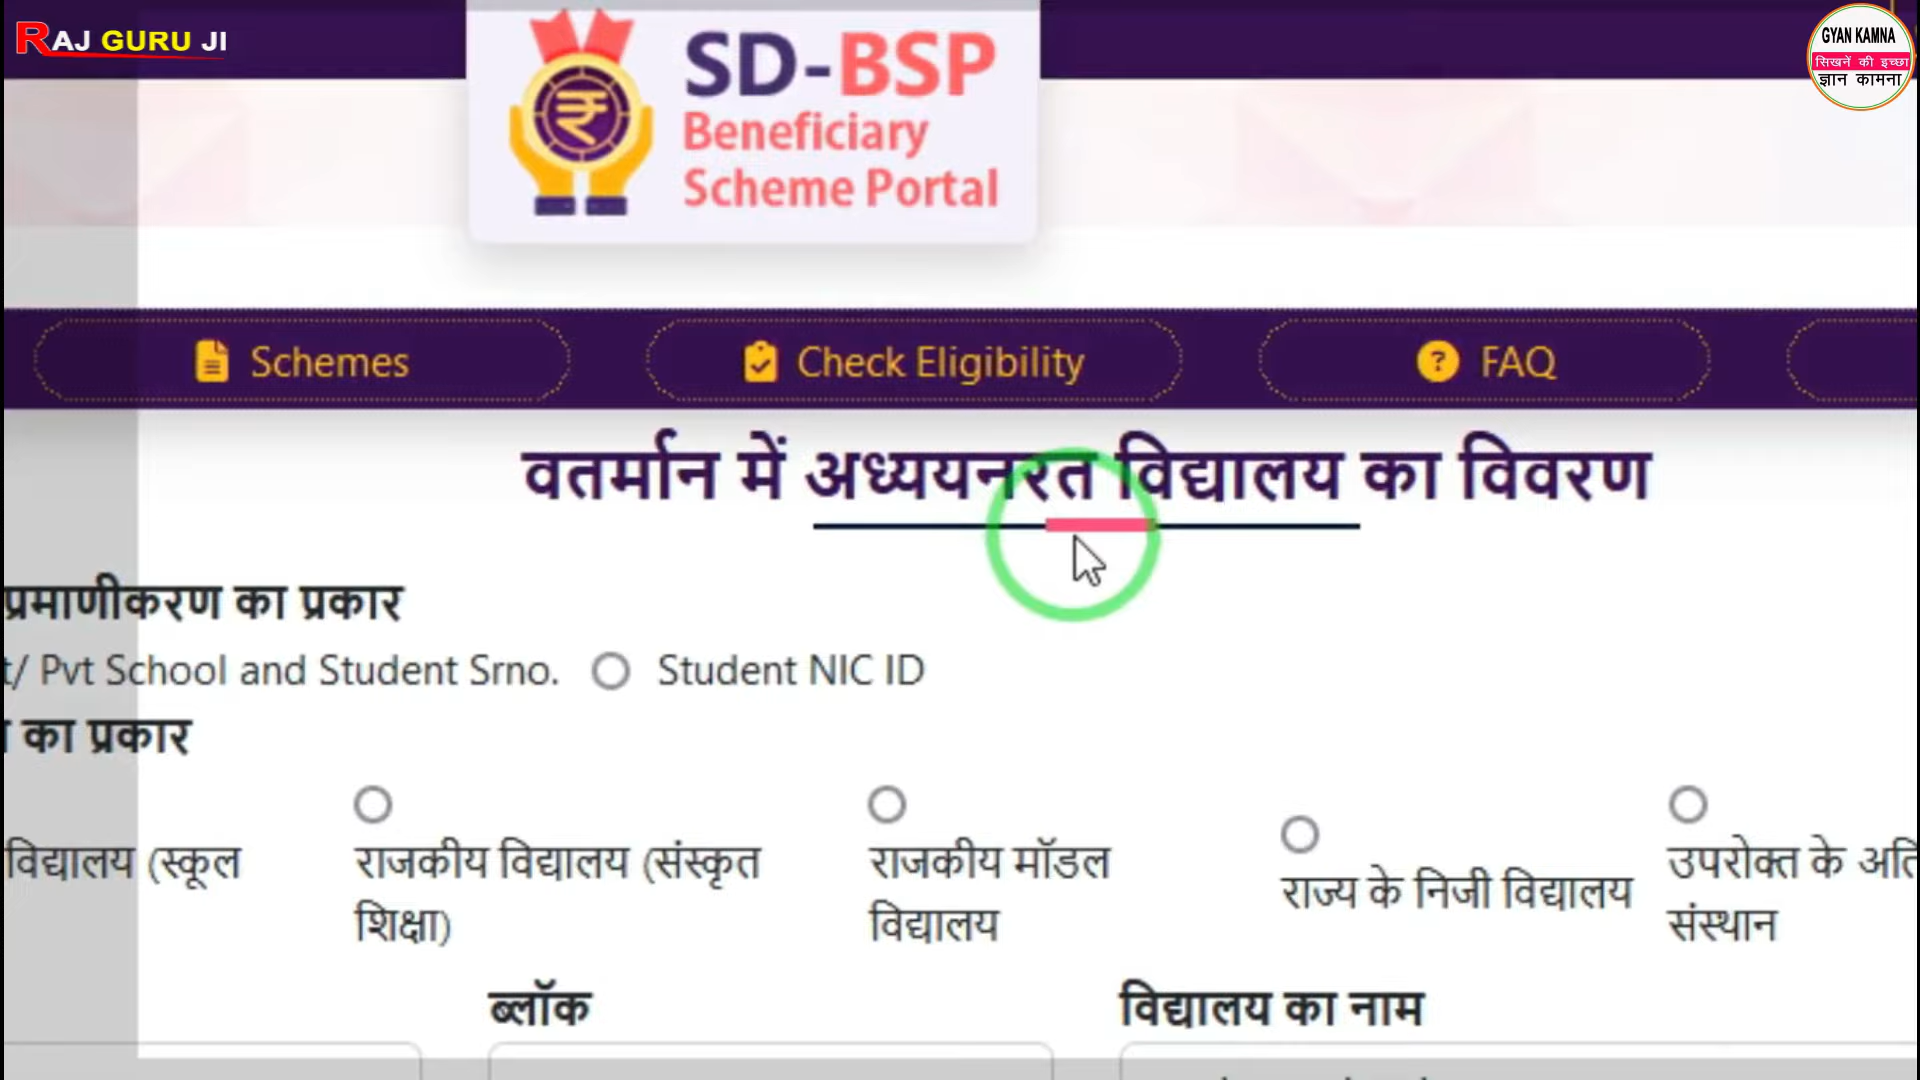 RAJ GURU JI
GYAN KAMNA
सिखनें की इच्छा
ज्ञान कामना
SD-BSP
Beneficiary
Scheme Portal
Schemes
Check Eligibility
FAQ
वतर्मान में अध्ययनरत विद्यालय का विवरण
प्रमाणीकरण का प्रकार
t/ Pvt School and Student Srno.
Student NIC ID
का प्रकार
विद्यालय (स्कूल
राजकीय विद्यालय (संस्कृत
शिक्षा)
राजकीय मॉडल
विद्यालय
राज्य के निजी विद्यालय
उपरोक्त के अति
संस्थान
ब्लॉक
विद्यालय का नाम